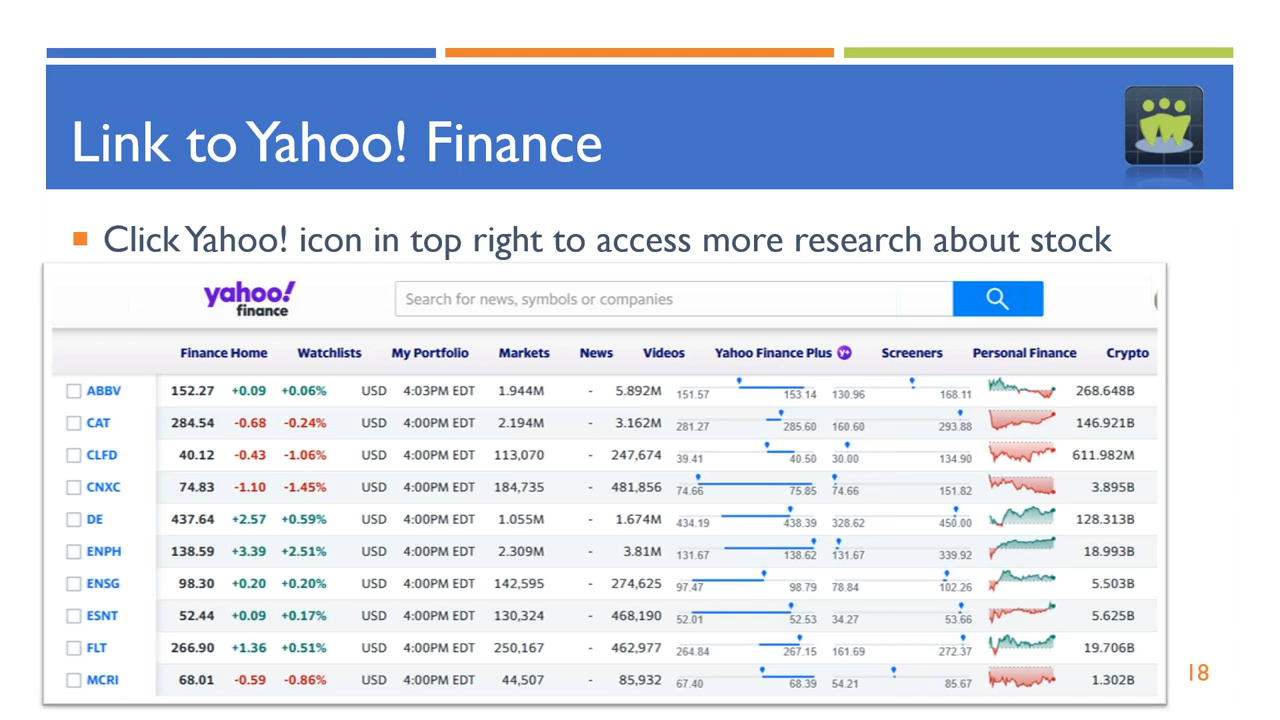 Link to Yahoo! Finance
Click Yahoo! icon in top right to access more research about stock
yahoo!
finance
Search for news, symbols or companies
Finance Home Watchlists My Portfolio Markets News Videos Yahoo Finance Plus Y+ Screeners Personal Finance Crypto
ABBV 152.27 +0.09 +0.06% USD 4:03PM EDT 1.944M - 5.892M 151.57 153.14 130.96 168.11 268.648B
CAT 284.54 -0.68 -0.24% USD 4:00PM EDT 2.194M - 3.162M 281.27 285.60 160.60 293.88 146.921B
CLFD 40.12 -0.43 -1.06% USD 4:00PM EDT 113,070 - 247,674 39.41 40.50 30.00 134.90 611.982M
CNXC 74.83 -1.10 -1.45% USD 4:00PM EDT 184,735 - 481,856 74.66 75.85 74.66 151.82 3.895B
DE 437.64 +2.57 +0.59% USD 4:00PM EDT 1.055M - 1.674M 434.19 438.39 328.62 450.00 128.313B
ENPH 138.59 +3.39 +2.51% USD 4:00PM EDT 2.309M - 3.81M 131.67 138.62 131.67 339.92 18.993B
ENSG 98.30 +0.20 +0.20% USD 4:00PM EDT 142,595 - 274,625 97.47 98.79 78.84 102.26 5.503B
ESNT 52.44 +0.09 +0.17% USD 4:00PM EDT 130,324 - 468,190 52.01 52.53 34.27 53.66 5.625B
FLT 266.90 +1.36 +0.51% USD 4:00PM EDT 250,167 - 462,977 264.84 267.15 161.69 272.37 19.706B
MCRI 68.01 -0.59 -0.86% USD 4:00PM EDT 44,507 - 85,932 67.40 68.39 54.21 85.67 1.302B
18